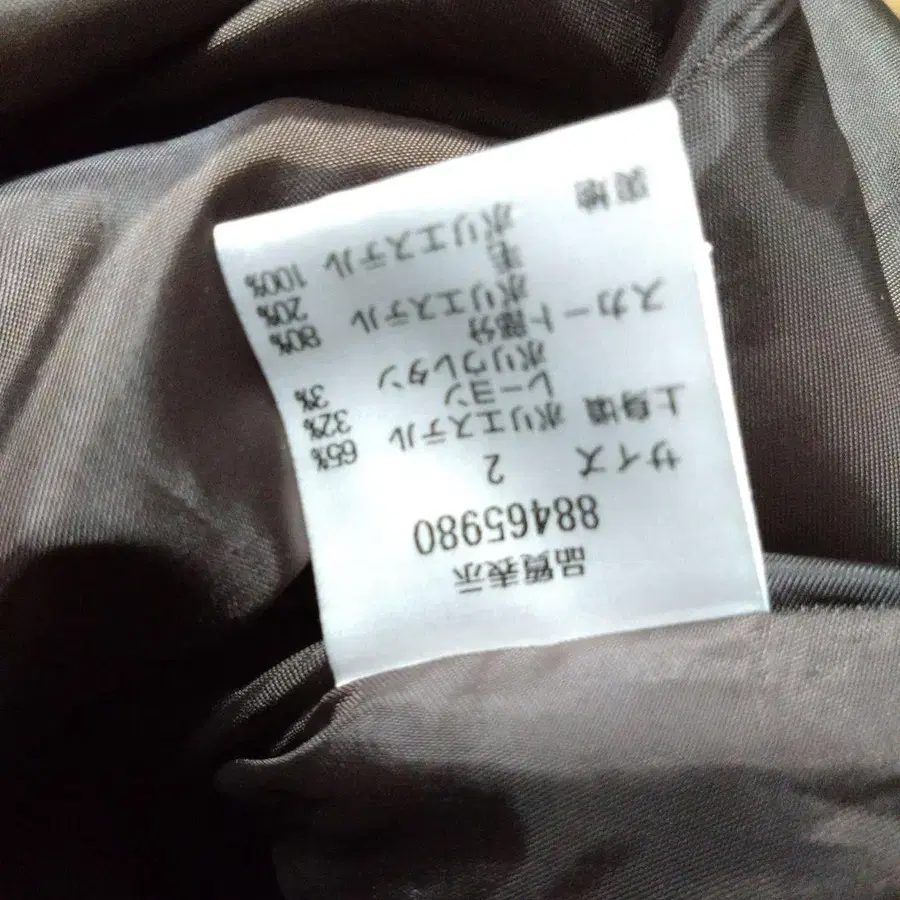 品質表示
88465980
サイズ 2
上身頃 ポリエステル 65%
レーヨン 32%
ポリウレタン 3%
スカート部分
ポリエステル 80%
毛 20%
裏地 ポリエステル 100%